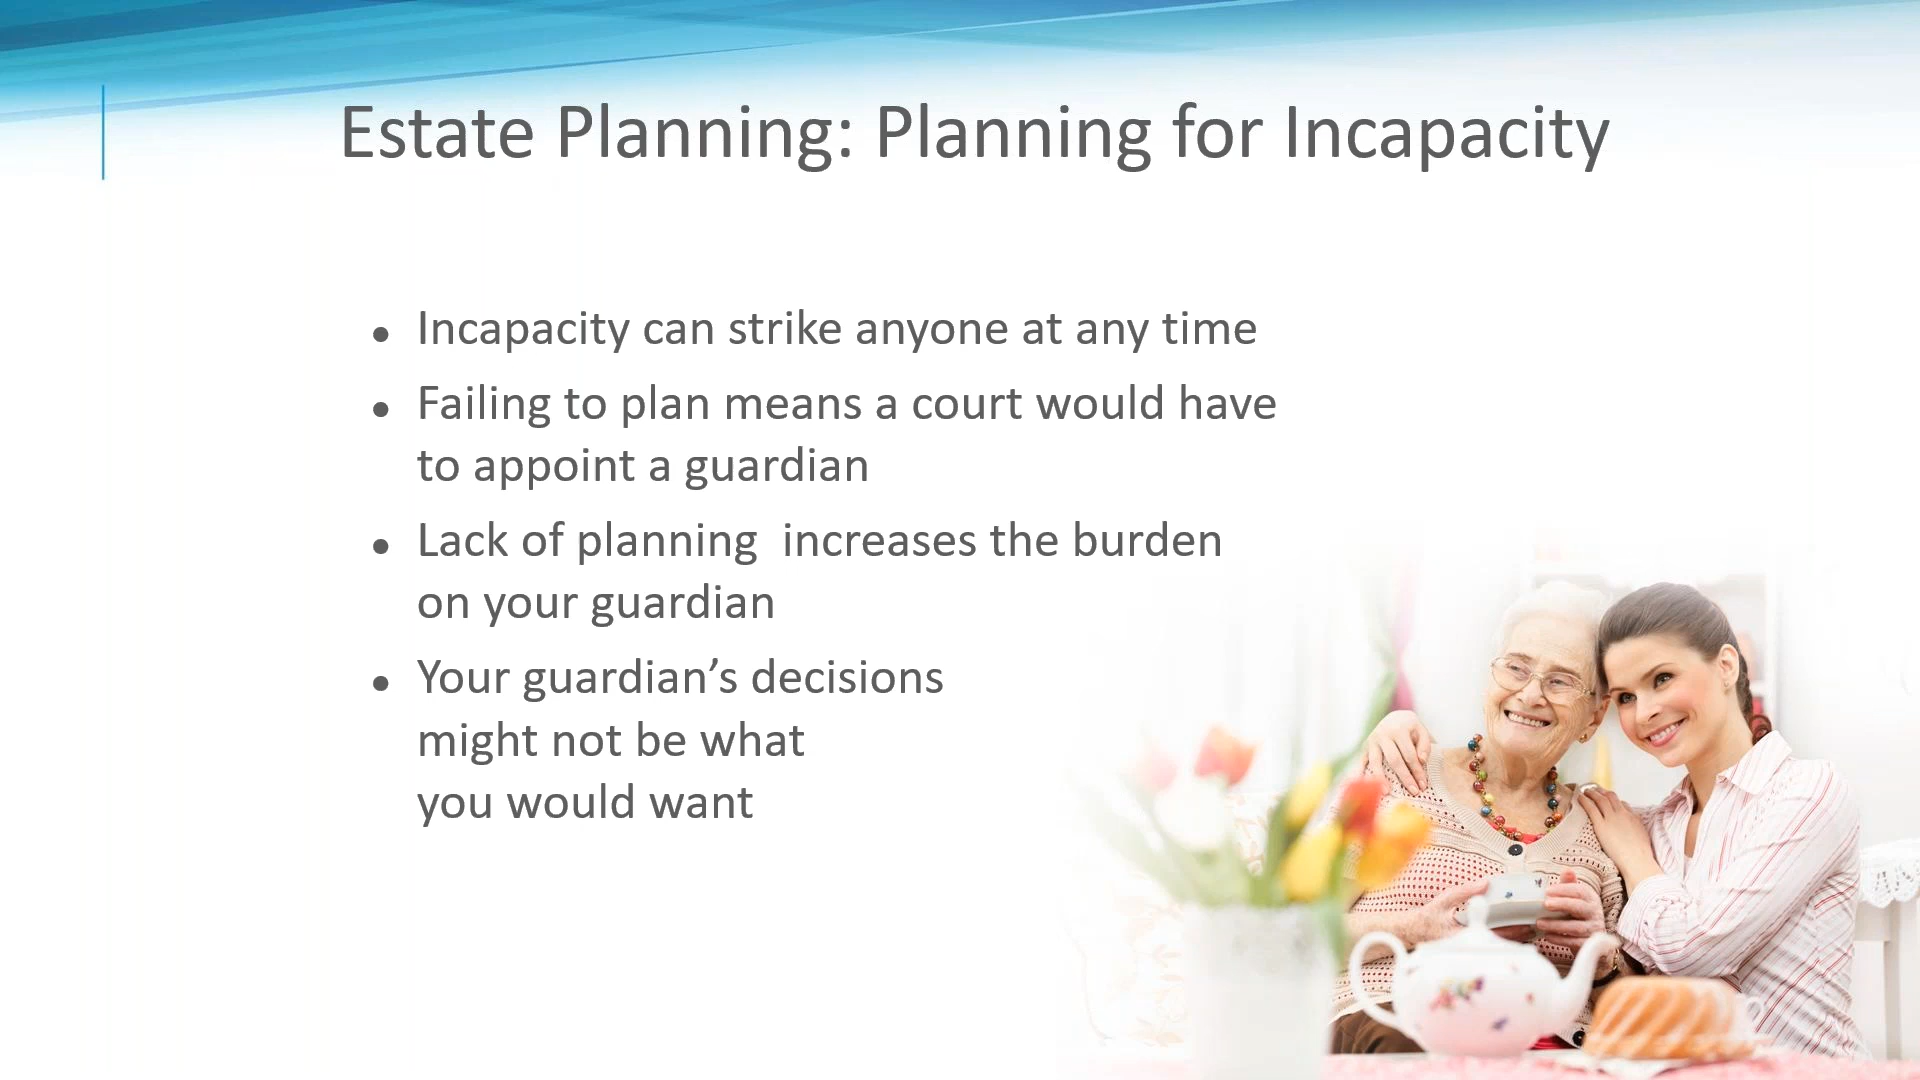 Estate Planning: Planning for Incapacity
● Incapacity can strike anyone at any time
● Failing to plan means a court would have
to appoint a guardian
● Lack of planning  increases the burden
on your guardian
● Your guardian’s decisions
might not be what
you would want